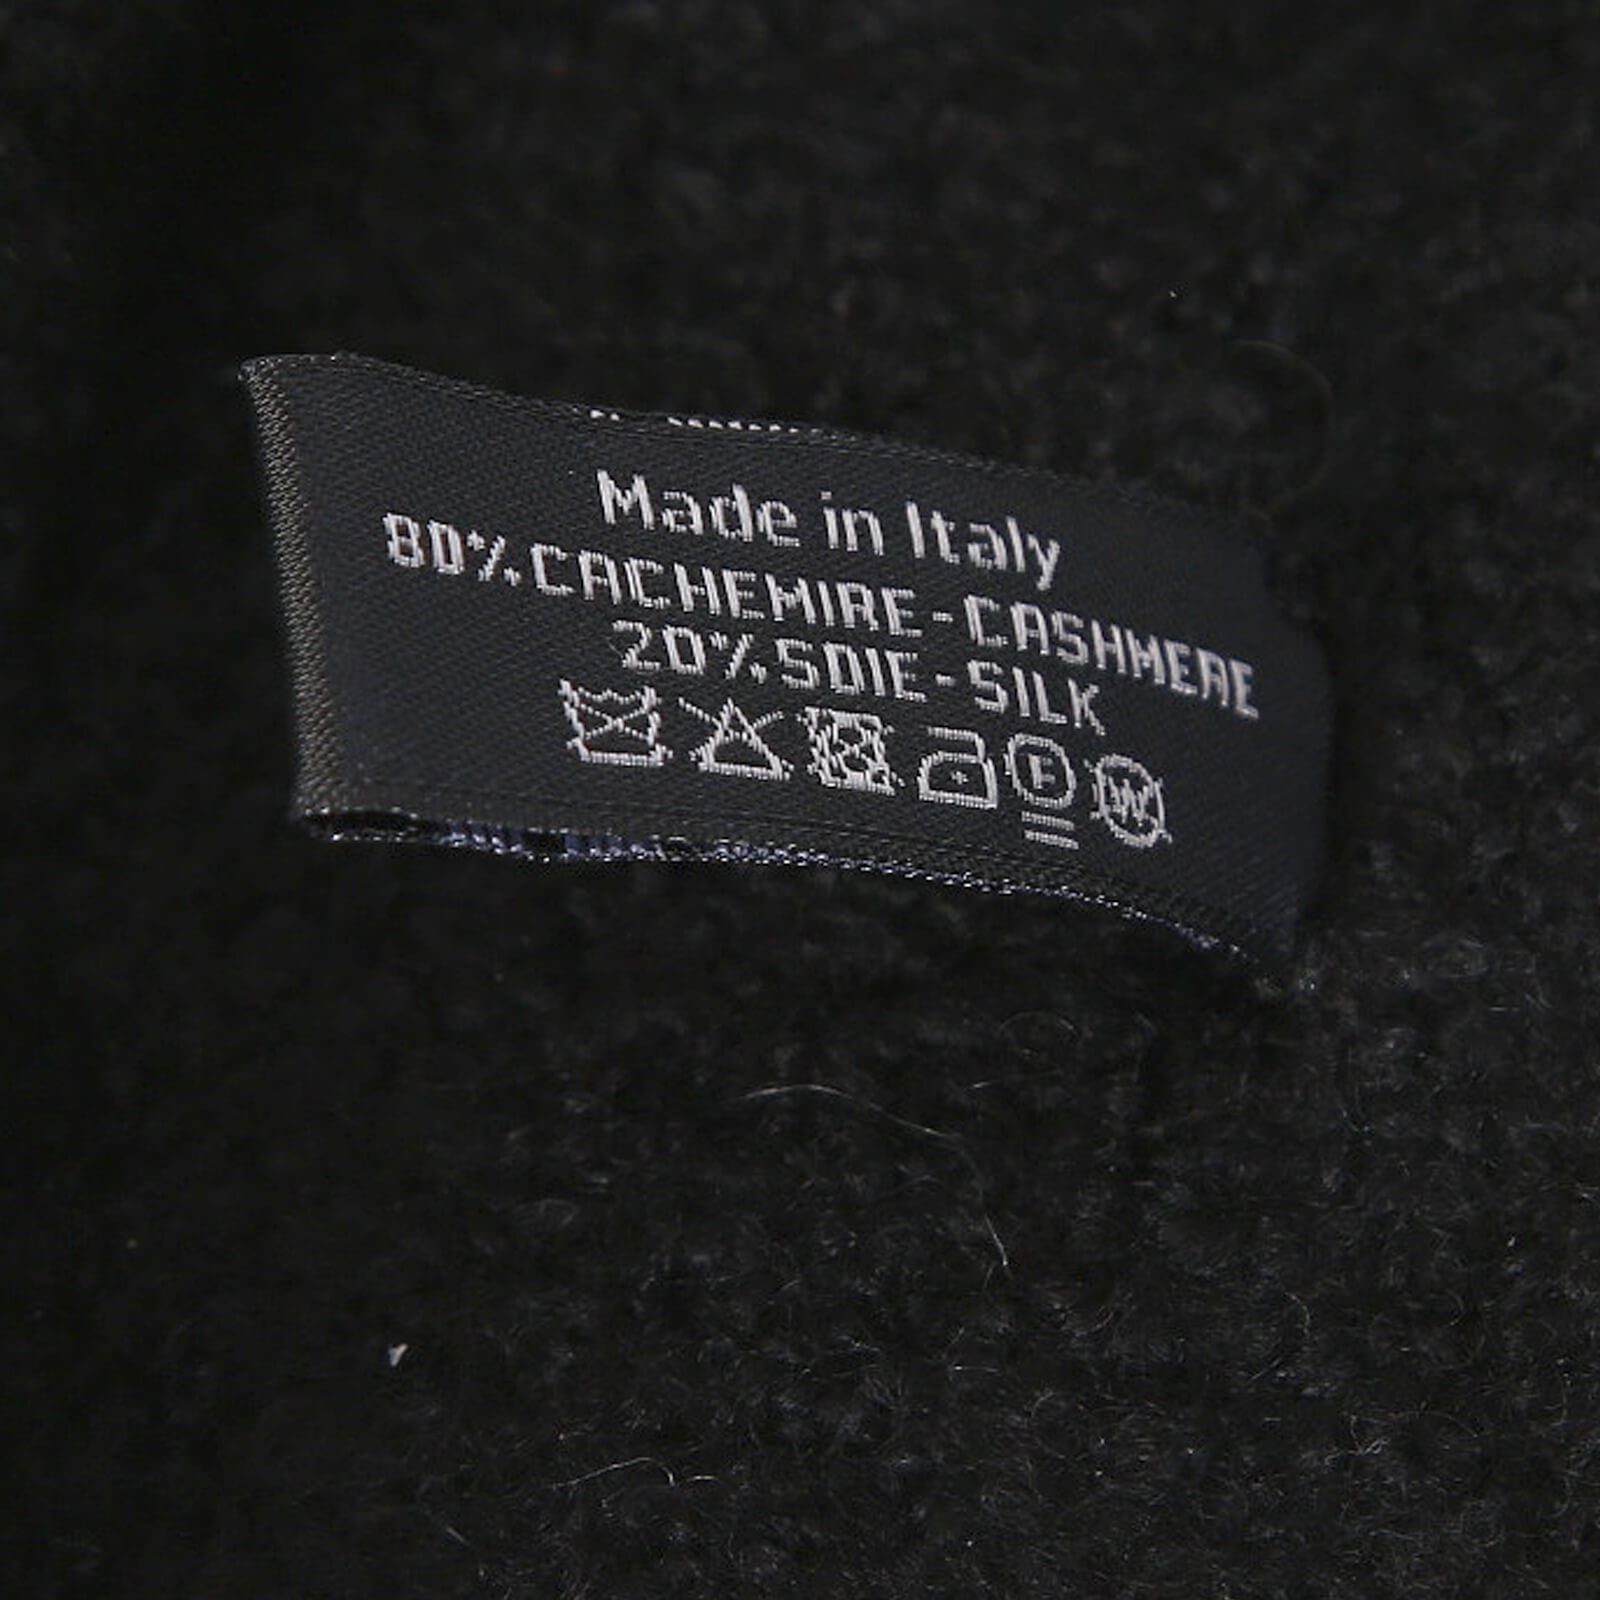 Made in Italy
80% CACHEMIRE-CASHMERE
20% SOIE-SILK
F W